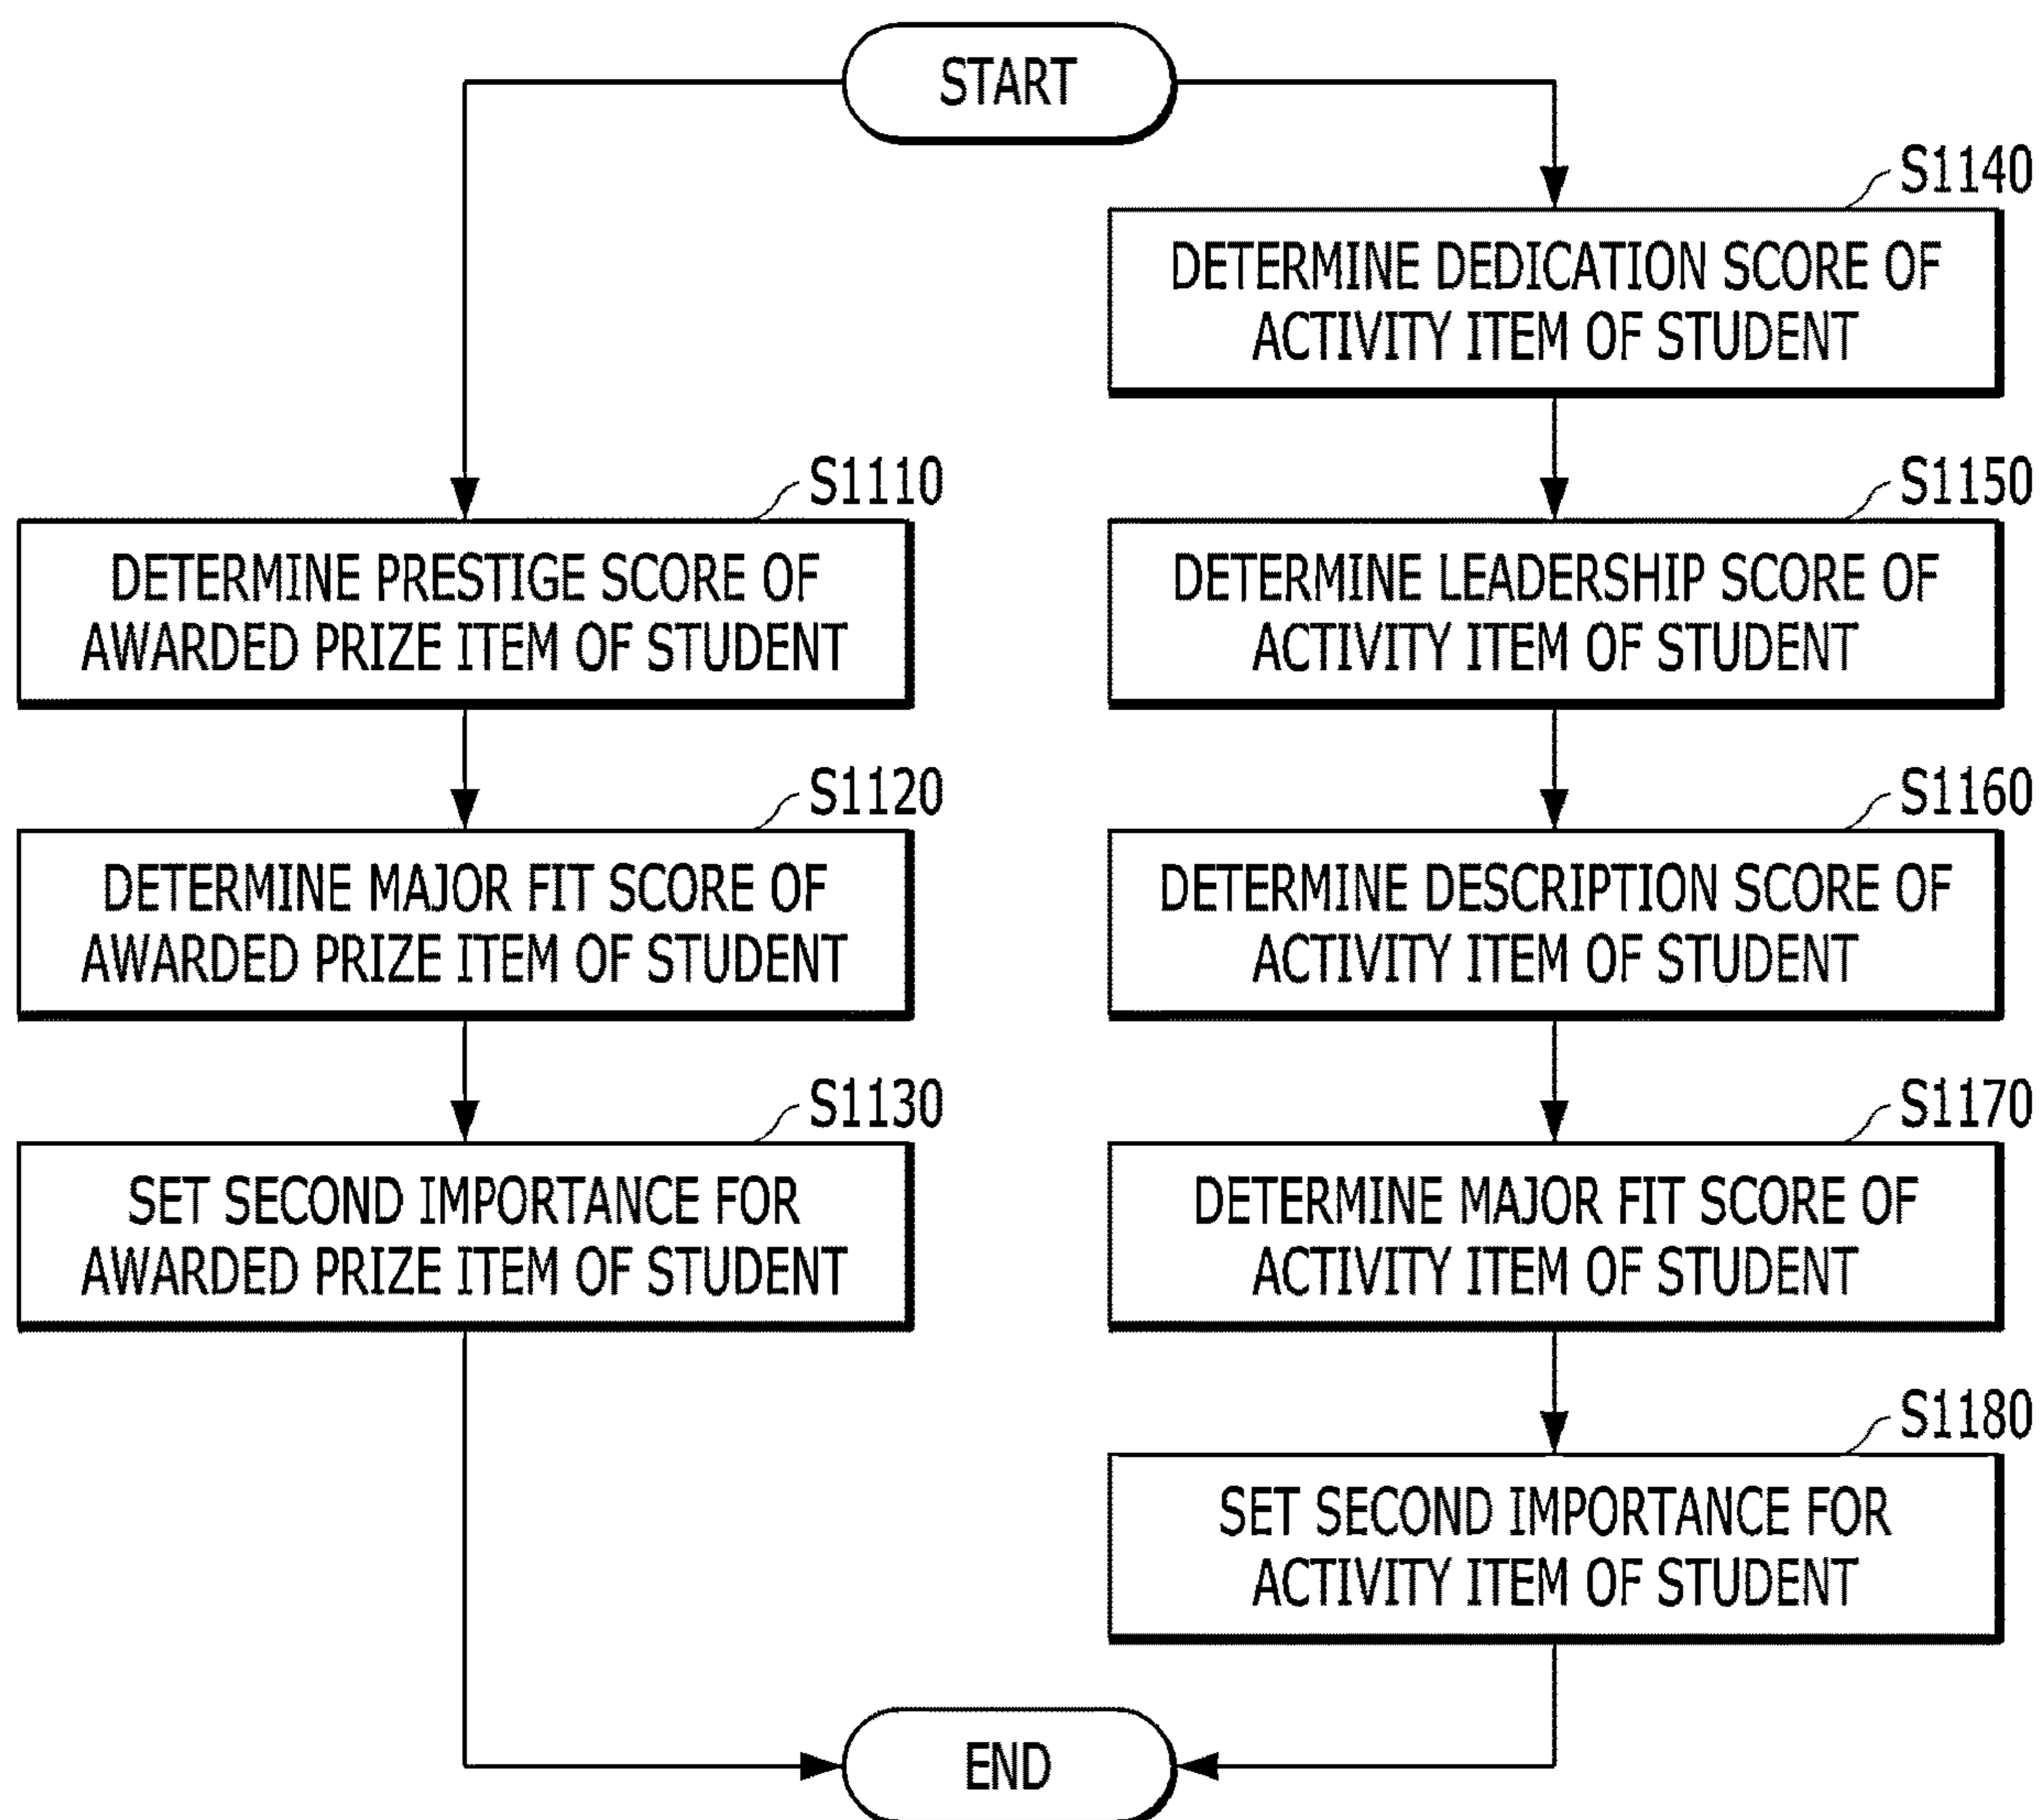 START
S1110
DETERMINE PRESTIGE SCORE OF
AWARDED PRIZE ITEM OF STUDENT
S1120
DETERMINE MAJOR FIT SCORE OF
AWARDED PRIZE ITEM OF STUDENT
S1130
SET SECOND IMPORTANCE FOR
AWARDED PRIZE ITEM OF STUDENT
S1140
DETERMINE DEDICATION SCORE OF
ACTIVITY ITEM OF STUDENT
S1150
DETERMINE LEADERSHIP SCORE OF
ACTIVITY ITEM OF STUDENT
S1160
DETERMINE DESCRIPTION SCORE OF
ACTIVITY ITEM OF STUDENT
S1170
DETERMINE MAJOR FIT SCORE OF
ACTIVITY ITEM OF STUDENT
S1180
SET SECOND IMPORTANCE FOR
ACTIVITY ITEM OF STUDENT
END